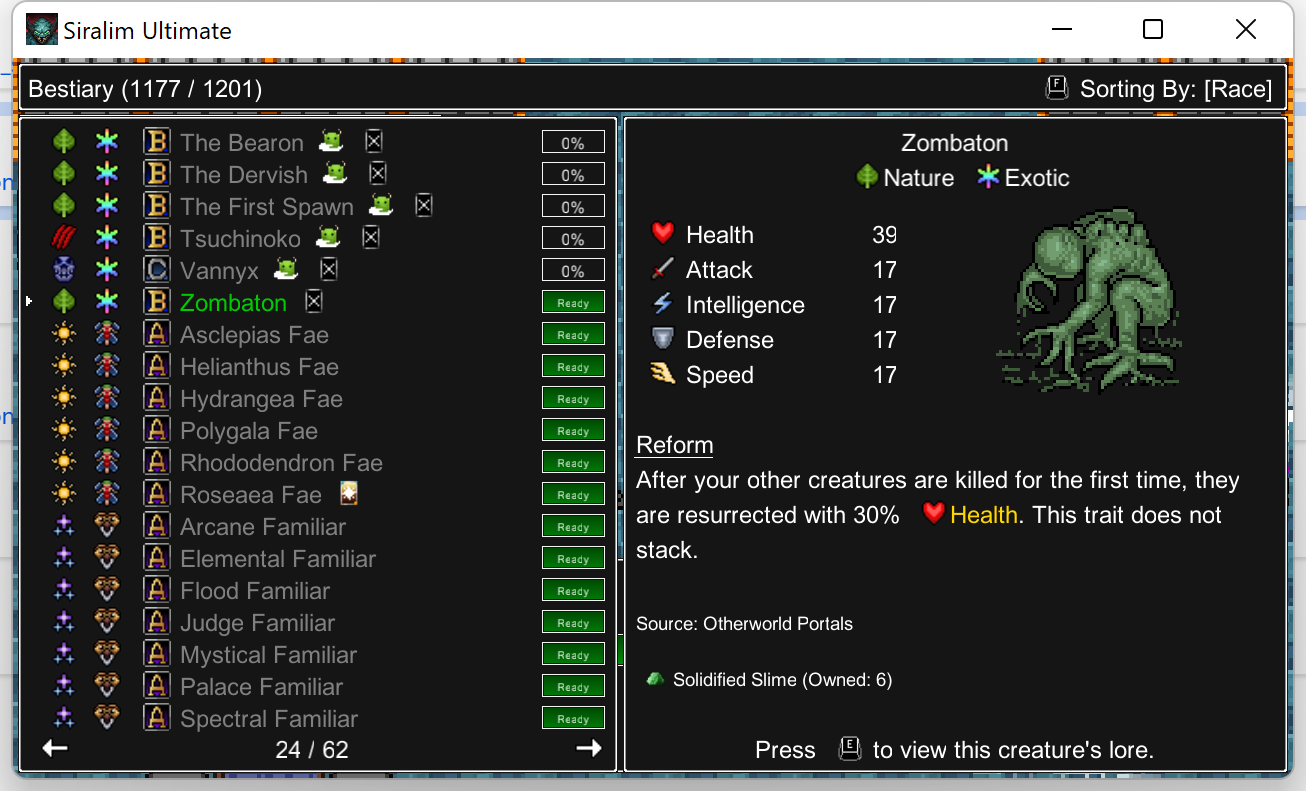 Siralim Ultimate
Bestiary (1177 / 1201)
F Sorting By: [Race]
B The Bearon 0%
B The Dervish 0%
B The First Spawn 0%
B Tsuchinoko 0%
C Vannyx 0%
B Zombaton Ready
A Asclepias Fae Ready
A Helianthus Fae Ready
A Hydrangea Fae Ready
A Polygala Fae Ready
A Rhododendron Fae Ready
A Roseaea Fae Ready
A Arcane Familiar Ready
A Elemental Familiar Ready
A Flood Familiar Ready
A Judge Familiar Ready
A Mystical Familiar Ready
A Palace Familiar Ready
A Spectral Familiar Ready
24 / 62
Zombaton
Nature Exotic
Health 39
Attack 17
Intelligence 17
Defense 17
Speed 17
Reform
After your other creatures are killed for the first time, they
are resurrected with 30% Health. This trait does not
stack.
Source: Otherworld Portals
Solidified Slime (Owned: 6)
Press E to view this creature's lore.